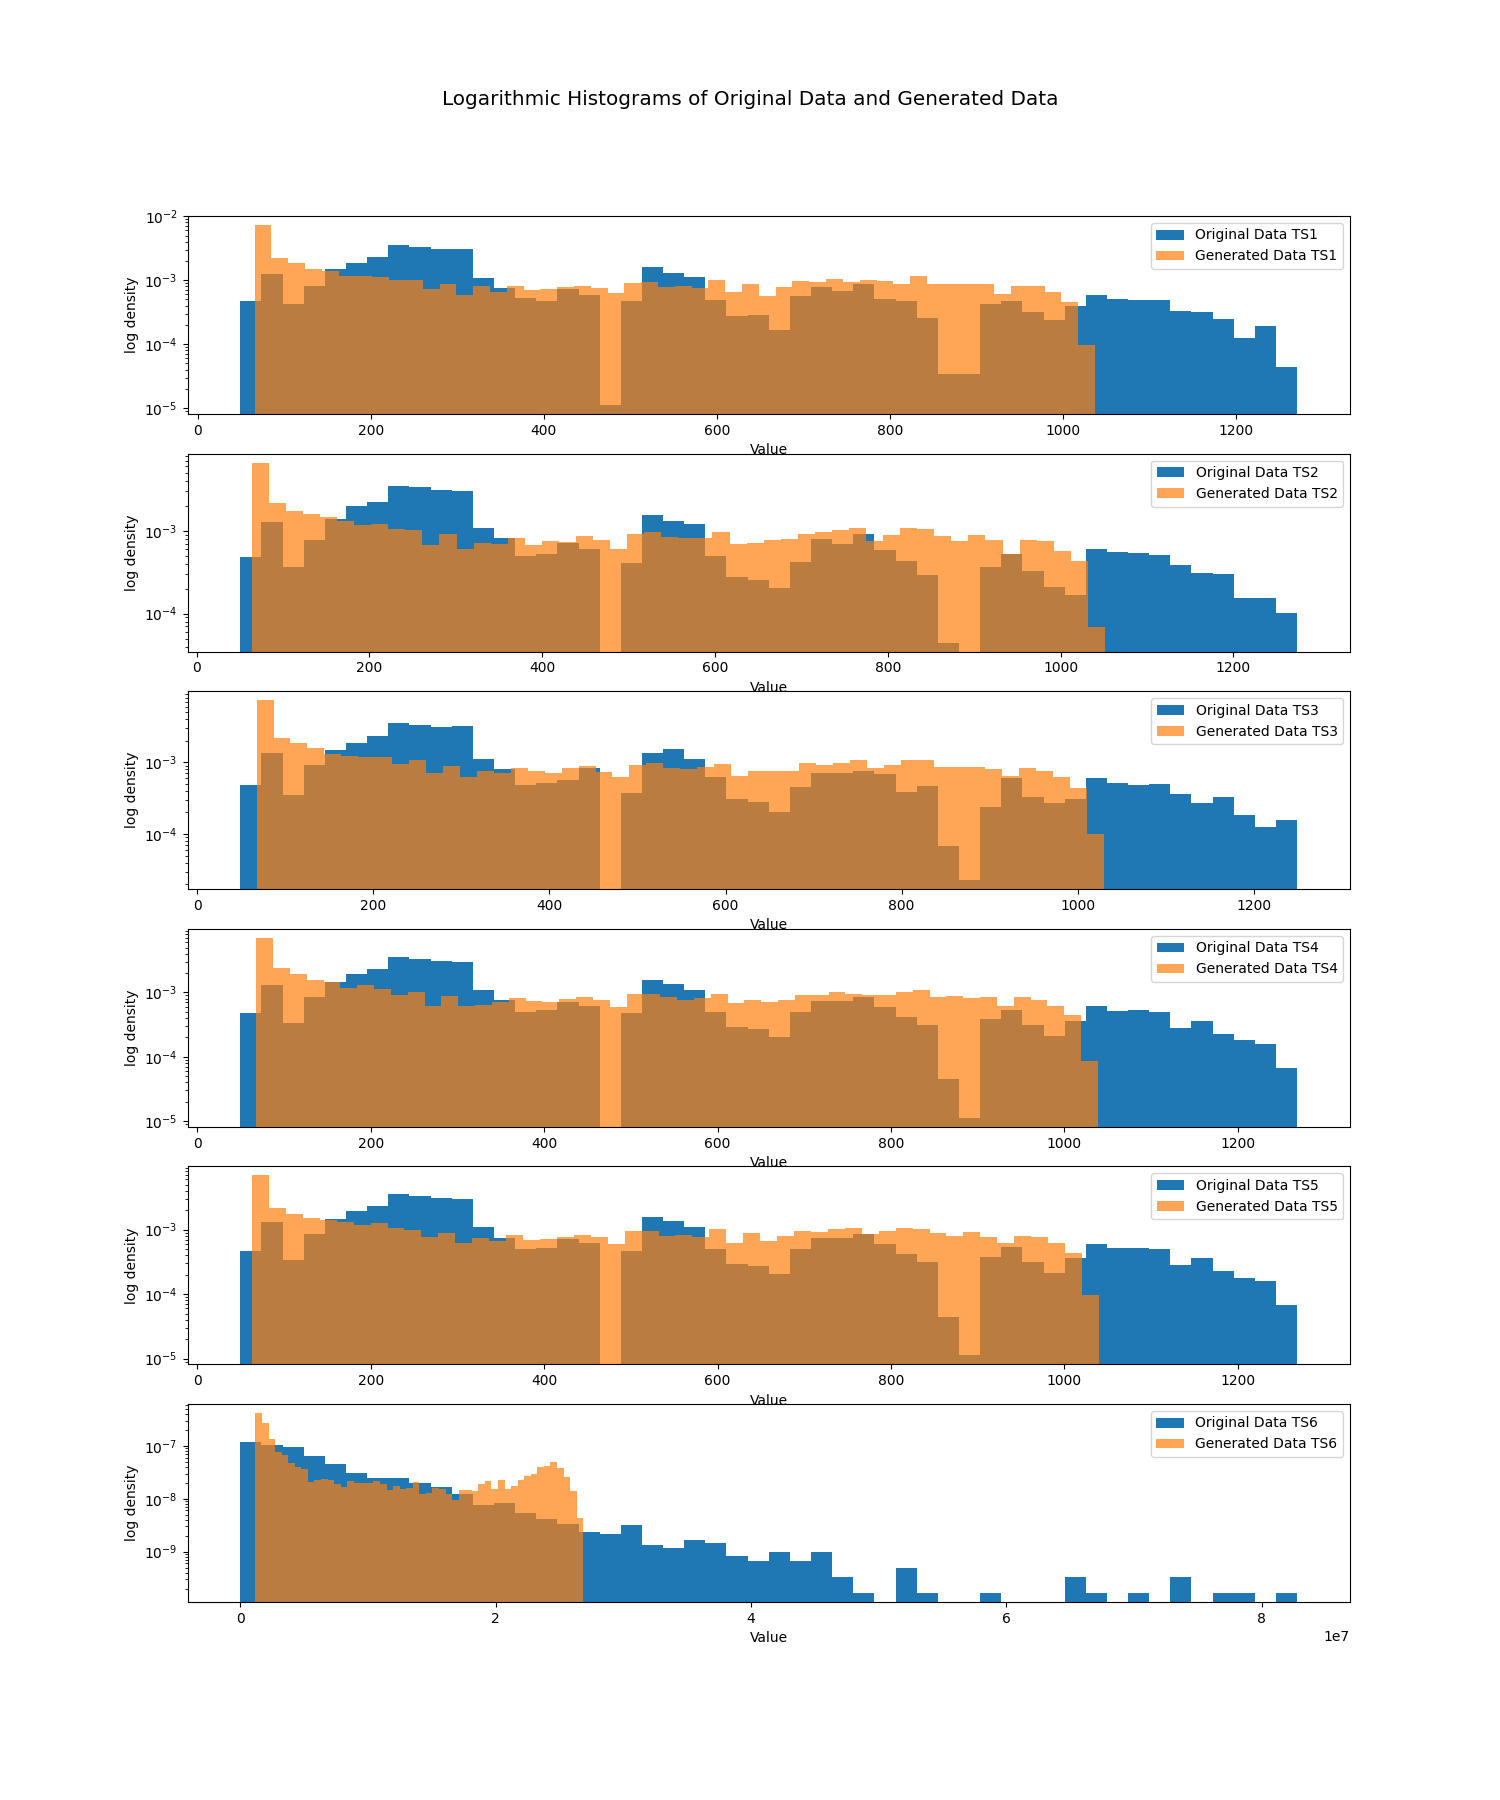 Logarithmic Histograms of Original Data and Generated Data
10⁻²
10⁻³
10⁻⁴
10⁻⁵
log density
Original Data TS1
Generated Data TS1
0 200 400 600 800 1000 1200
Value
10⁻³
10⁻⁴
log density
Original Data TS2
Generated Data TS2
0 200 400 600 800 1000 1200
Value
10⁻³
10⁻⁴
log density
Original Data TS3
Generated Data TS3
0 200 400 600 800 1000 1200
Value
10⁻³
10⁻⁴
10⁻⁵
log density
Original Data TS4
Generated Data TS4
0 200 400 600 800 1000 1200
Value
10⁻³
10⁻⁴
10⁻⁵
log density
Original Data TS5
Generated Data TS5
0 200 400 600 800 1000 1200
Value
10⁻⁷
10⁻⁸
10⁻⁹
log density
Original Data TS6
Generated Data TS6
0 2 4 6 8
Value
1e7